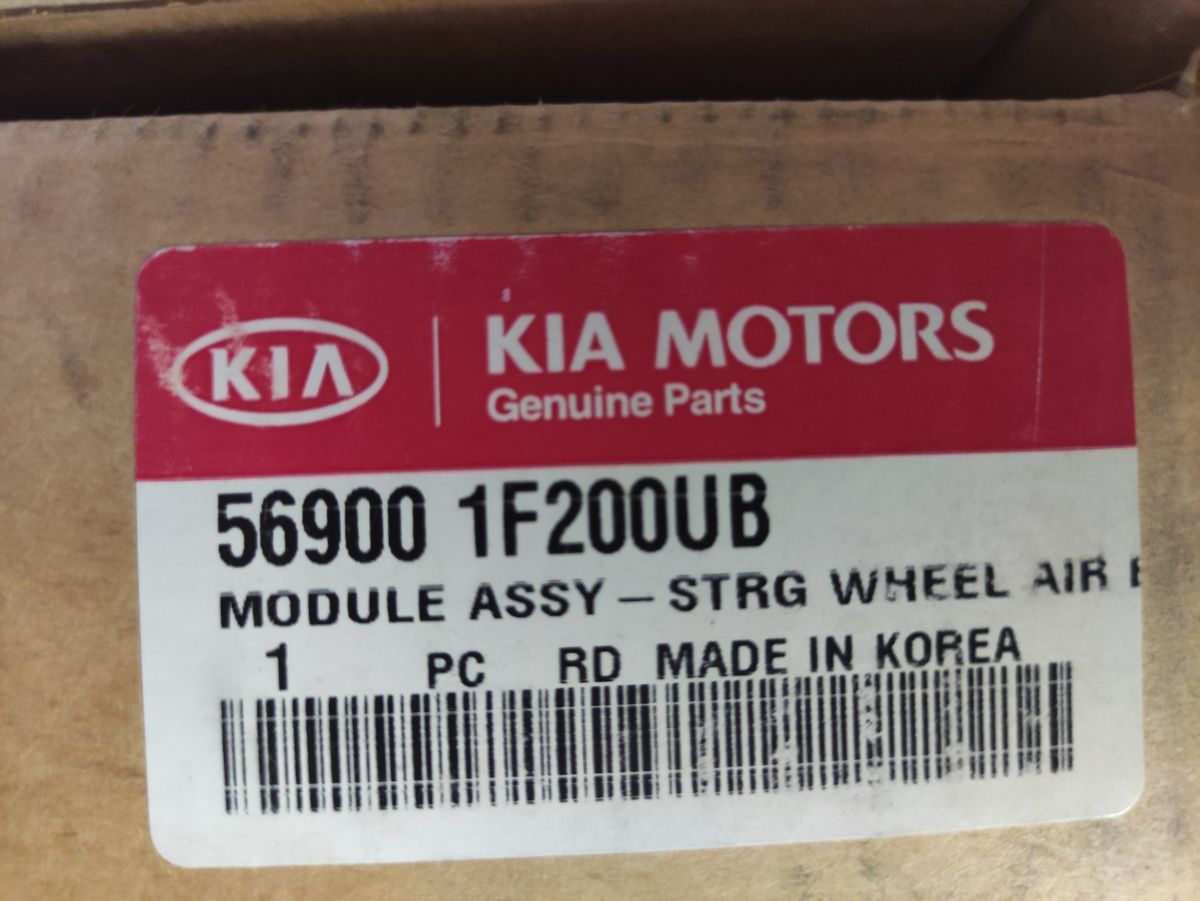 KIA
KIA MOTORS
Genuine Parts
56900 1F200UB
MODULE ASSY – STRG WHEEL AIR
1 PC RD MADE IN KOREA